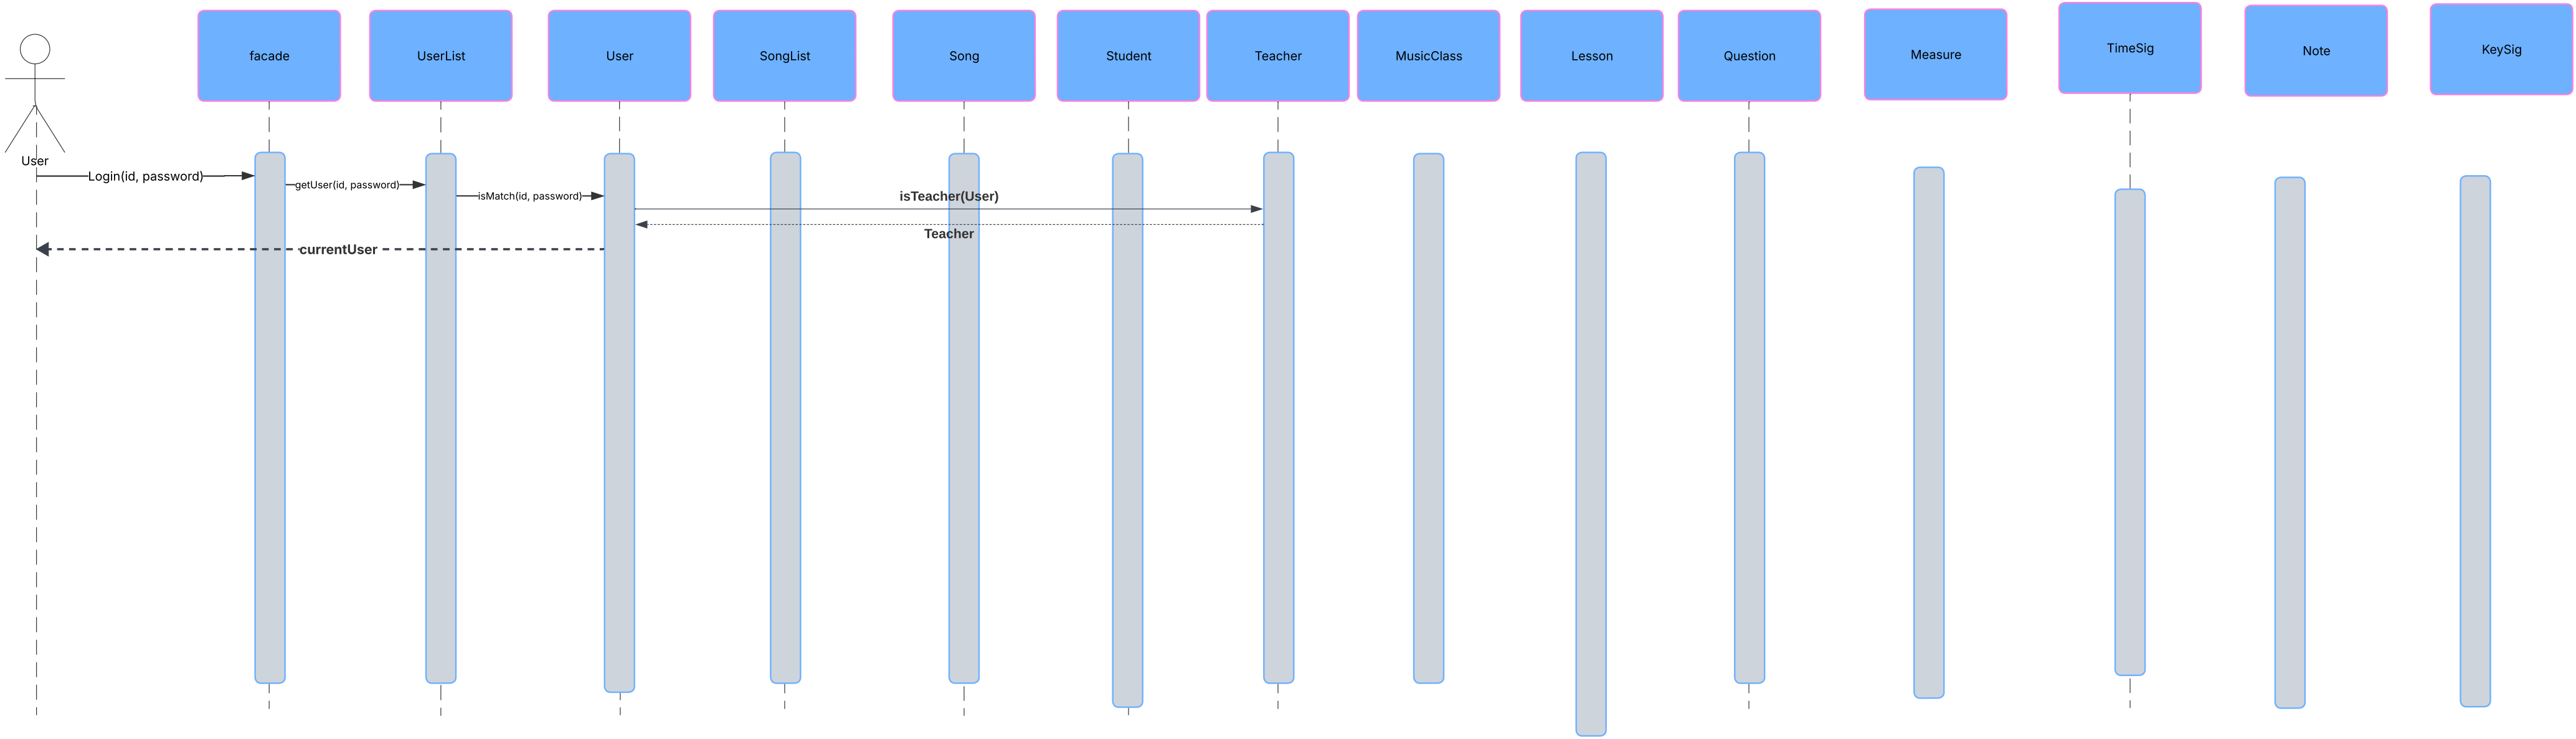 facade
UserList
User
SongList
Song
Student
Teacher
MusicClass
Lesson
Question
Measure
TimeSig
Note
KeySig
User
Login(id, password)
getUser(id, password)
isMatch(id, password)
isTeacher(User)
Teacher
currentUser